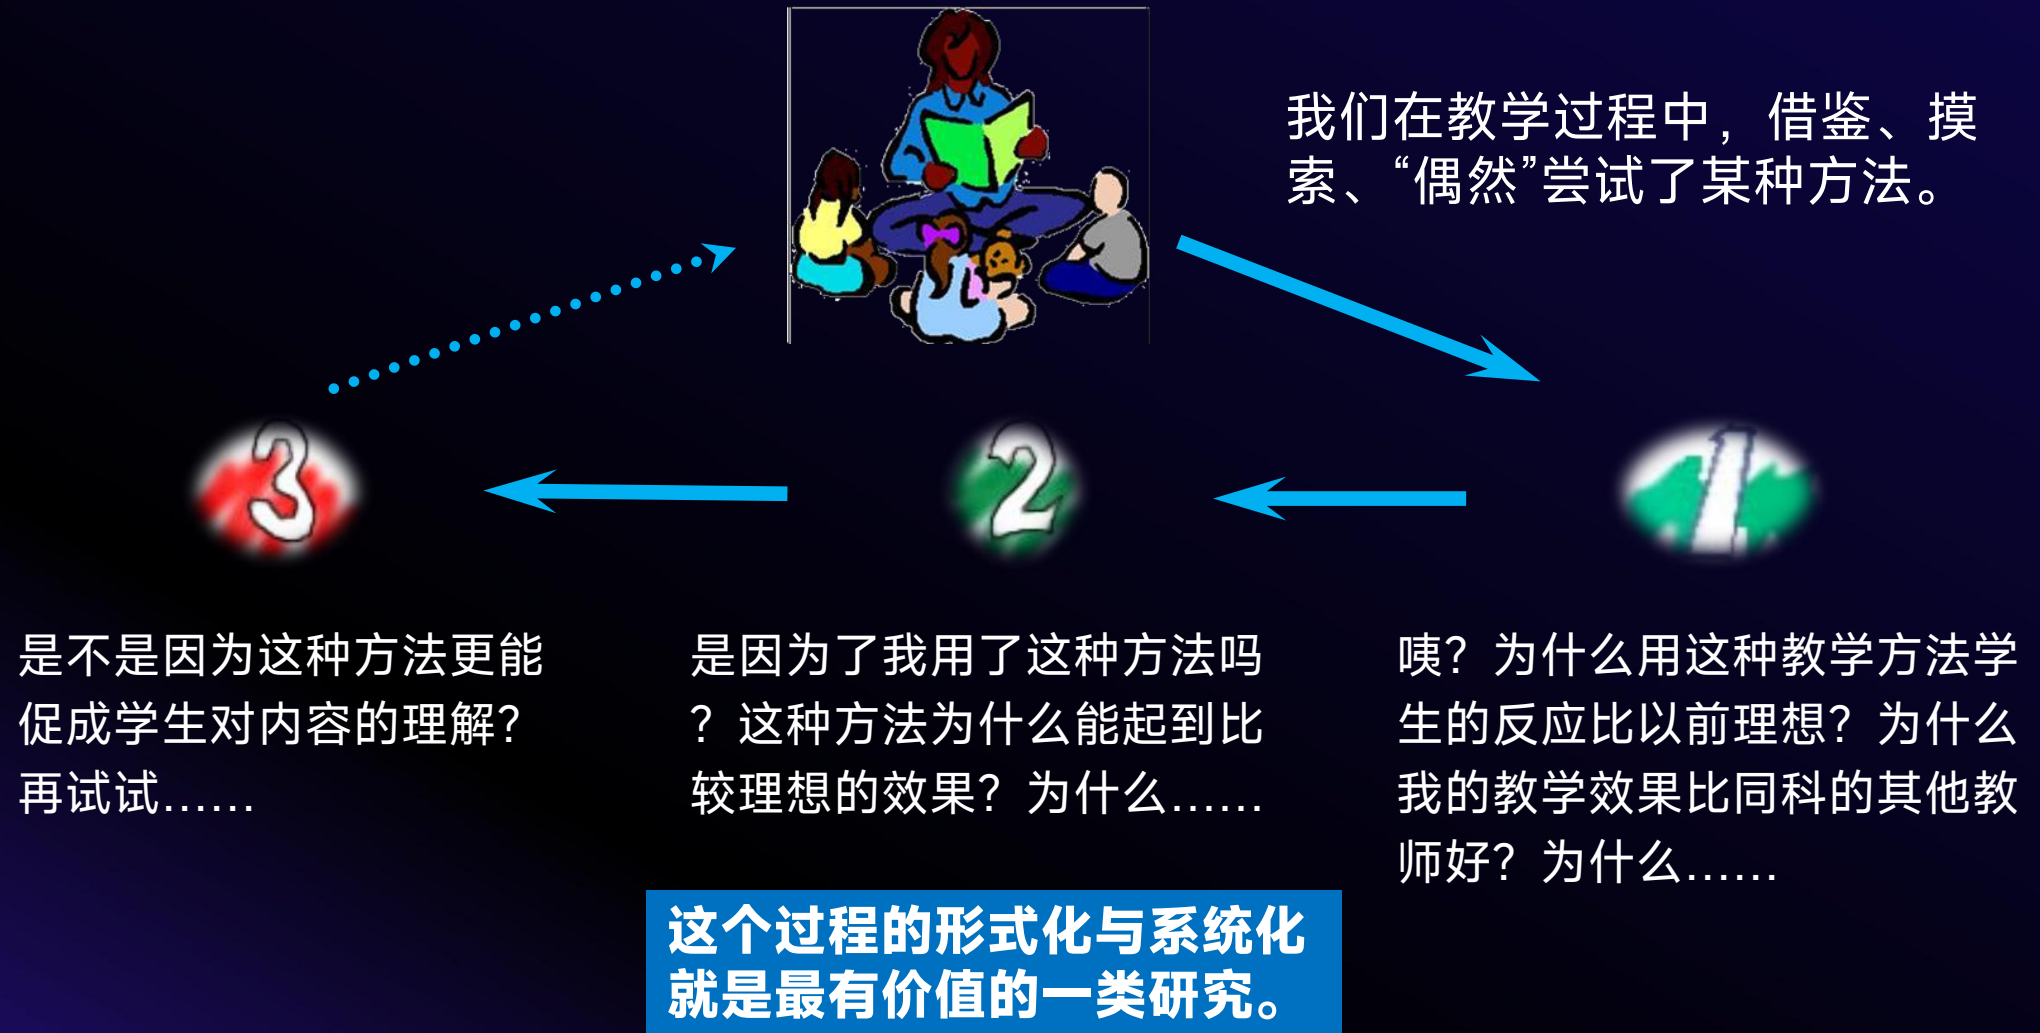 我们在教学过程中，借鉴、摸
索、“偶然”尝试了某种方法。
3
2
1
是不是因为这种方法更能
促成学生对内容的理解？
再试试……
是因为了我用了这种方法吗
？这种方法为什么能起到比
较理想的效果？为什么……
咦？为什么用这种教学方法学
生的反应比以前理想？为什么
我的教学效果比同科的其他教
师好？为什么……
这个过程的形式化与系统化
就是最有价值的一类研究。